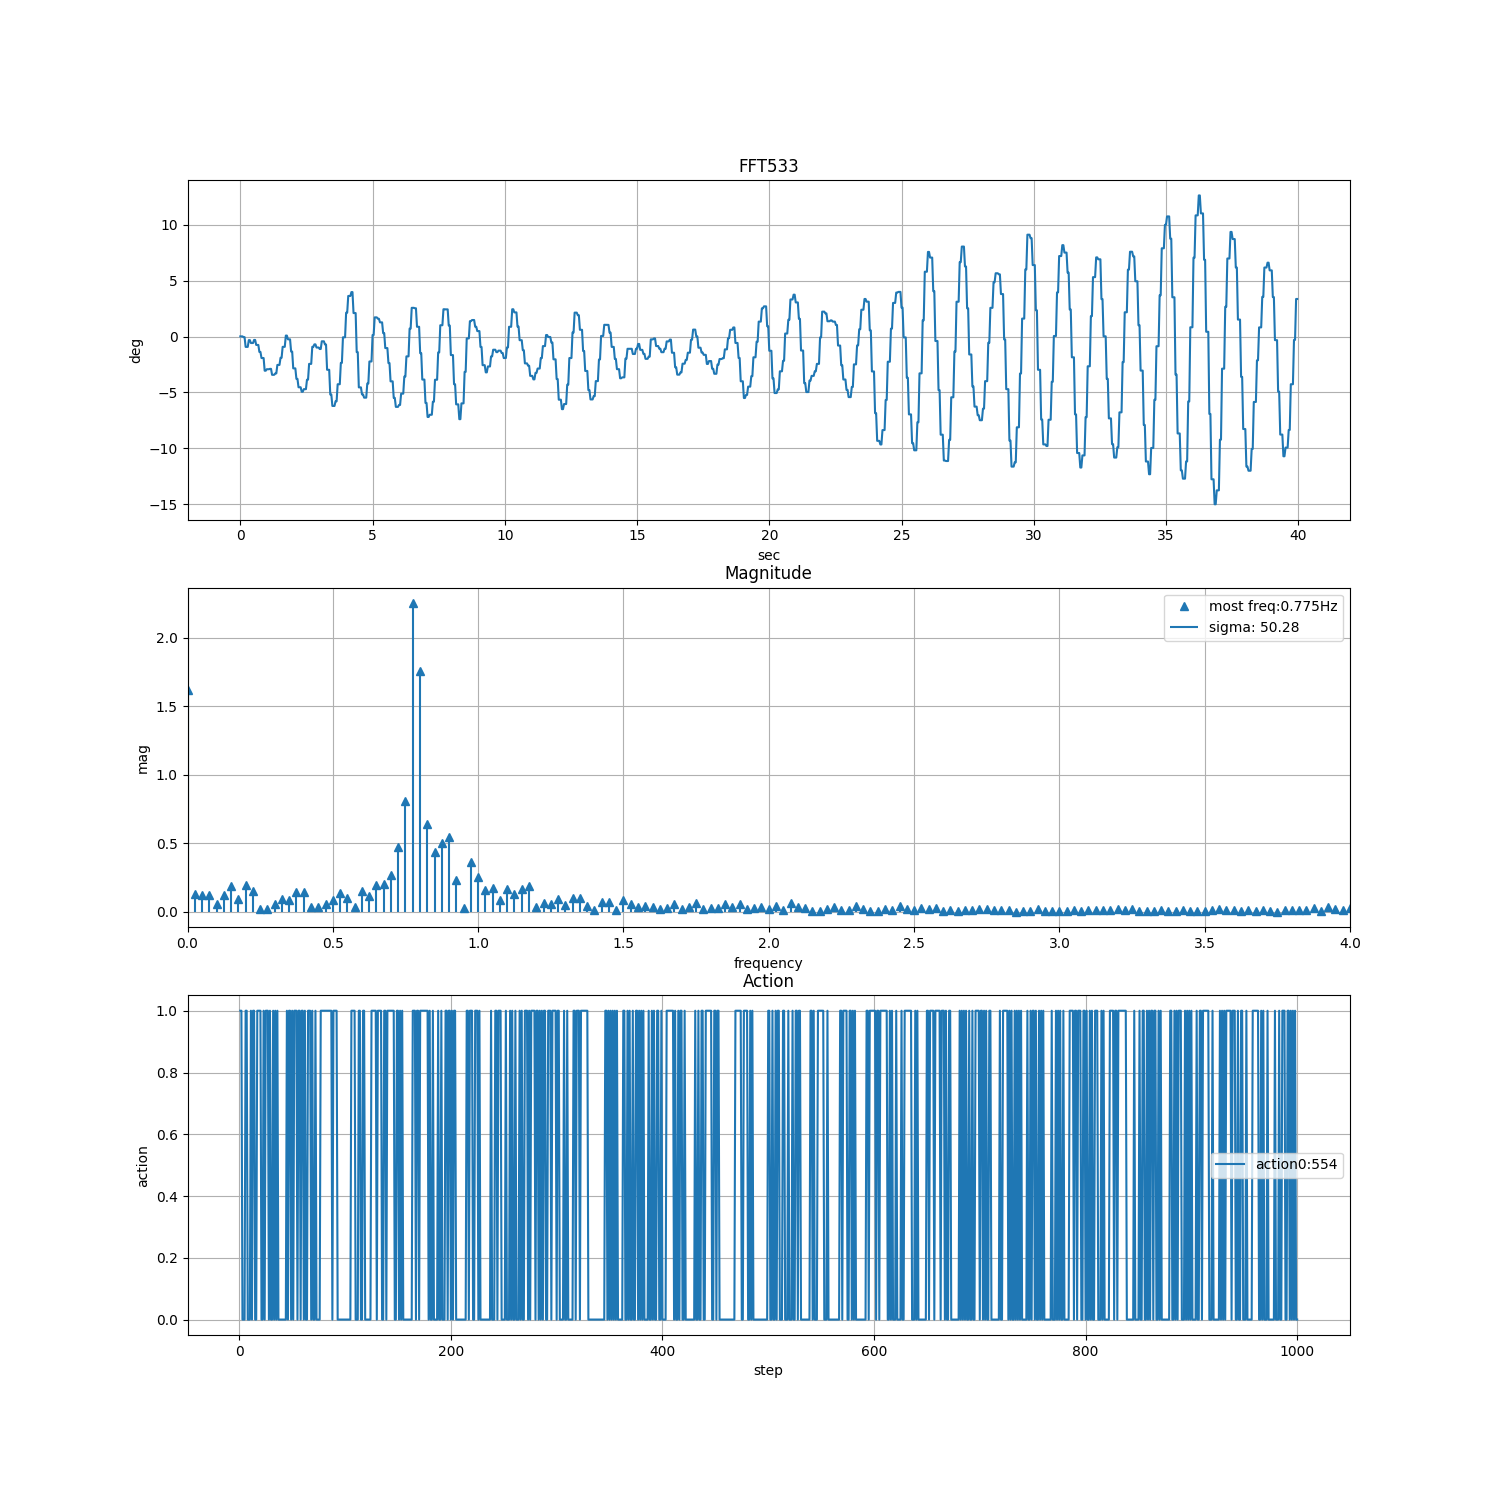 FFT533
10
5
0
−5
−10
−15
deg
0 5 10 15 20 25 30 35 40
sec
Magnitude
most freq:0.775Hz
sigma: 50.28
2.0
1.5
1.0
0.5
0.0
mag
0.0 0.5 1.0 1.5 2.0 2.5 3.0 3.5 4.0
frequency
Action
1.0
0.8
0.6
0.4
0.2
0.0
action
action0:554
0 200 400 600 800 1000
step